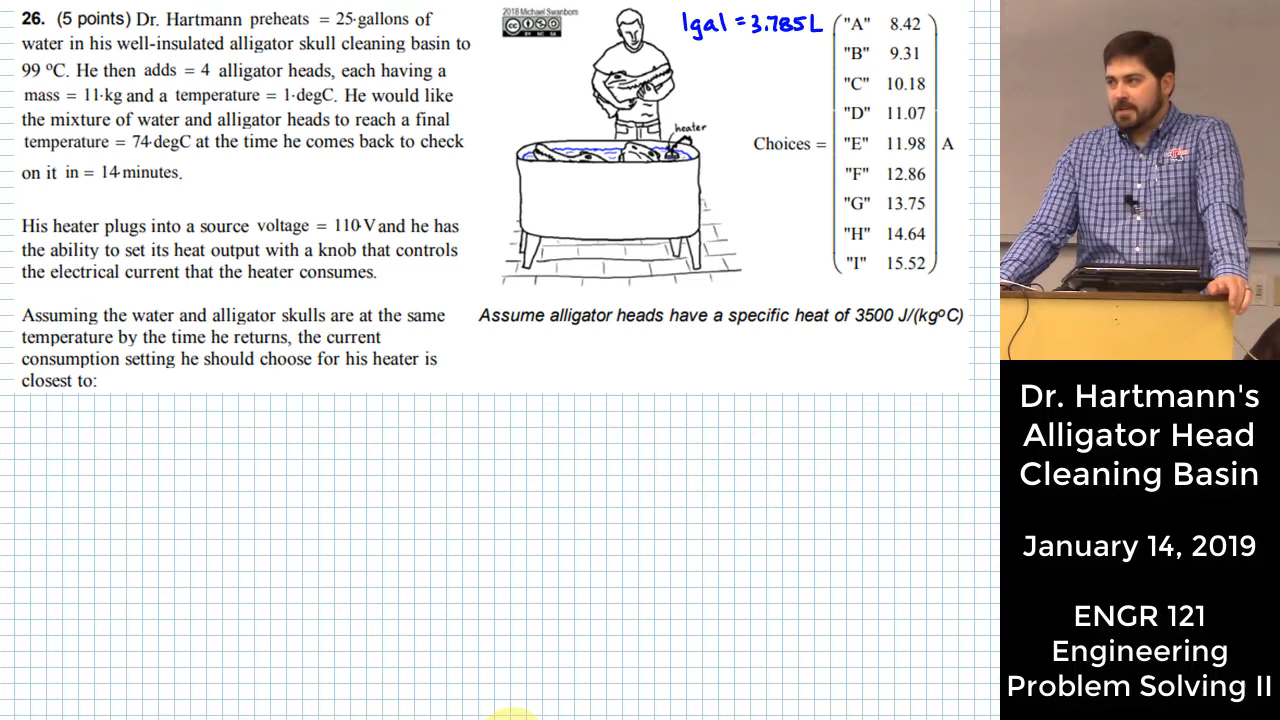 26. (5 points) Dr. Hartmann preheats = 25·gallons of
water in his well-insulated alligator skull cleaning basin to
99 ºC. He then adds = 4 alligator heads, each having a
mass = 11·kg and a temperature = 1·degC. He would like
the mixture of water and alligator heads to reach a final
temperature = 74·degC at the time he comes back to check
on it in = 14·minutes.
His heater plugs into a source voltage = 110·V and he has
the ability to set its heat output with a knob that controls
the electrical current that the heater consumes.
Assuming the water and alligator skulls are at the same
temperature by the time he returns, the current
consumption setting he should choose for his heater is
closest to:
2018 Michael Swanbom
cc
BY NC SA
heater
1gal = 3.785L
Choices =
"A" 8.42
"B" 9.31
"C" 10.18
"D" 11.07
"E" 11.98
"F" 12.86
"G" 13.75
"H" 14.64
"I" 15.52
A
Assume alligator heads have a specific heat of 3500 J/(kgºC)
Dr. Hartmann's
Alligator Head
Cleaning Basin
January 14, 2019
ENGR 121
Engineering
Problem Solving II